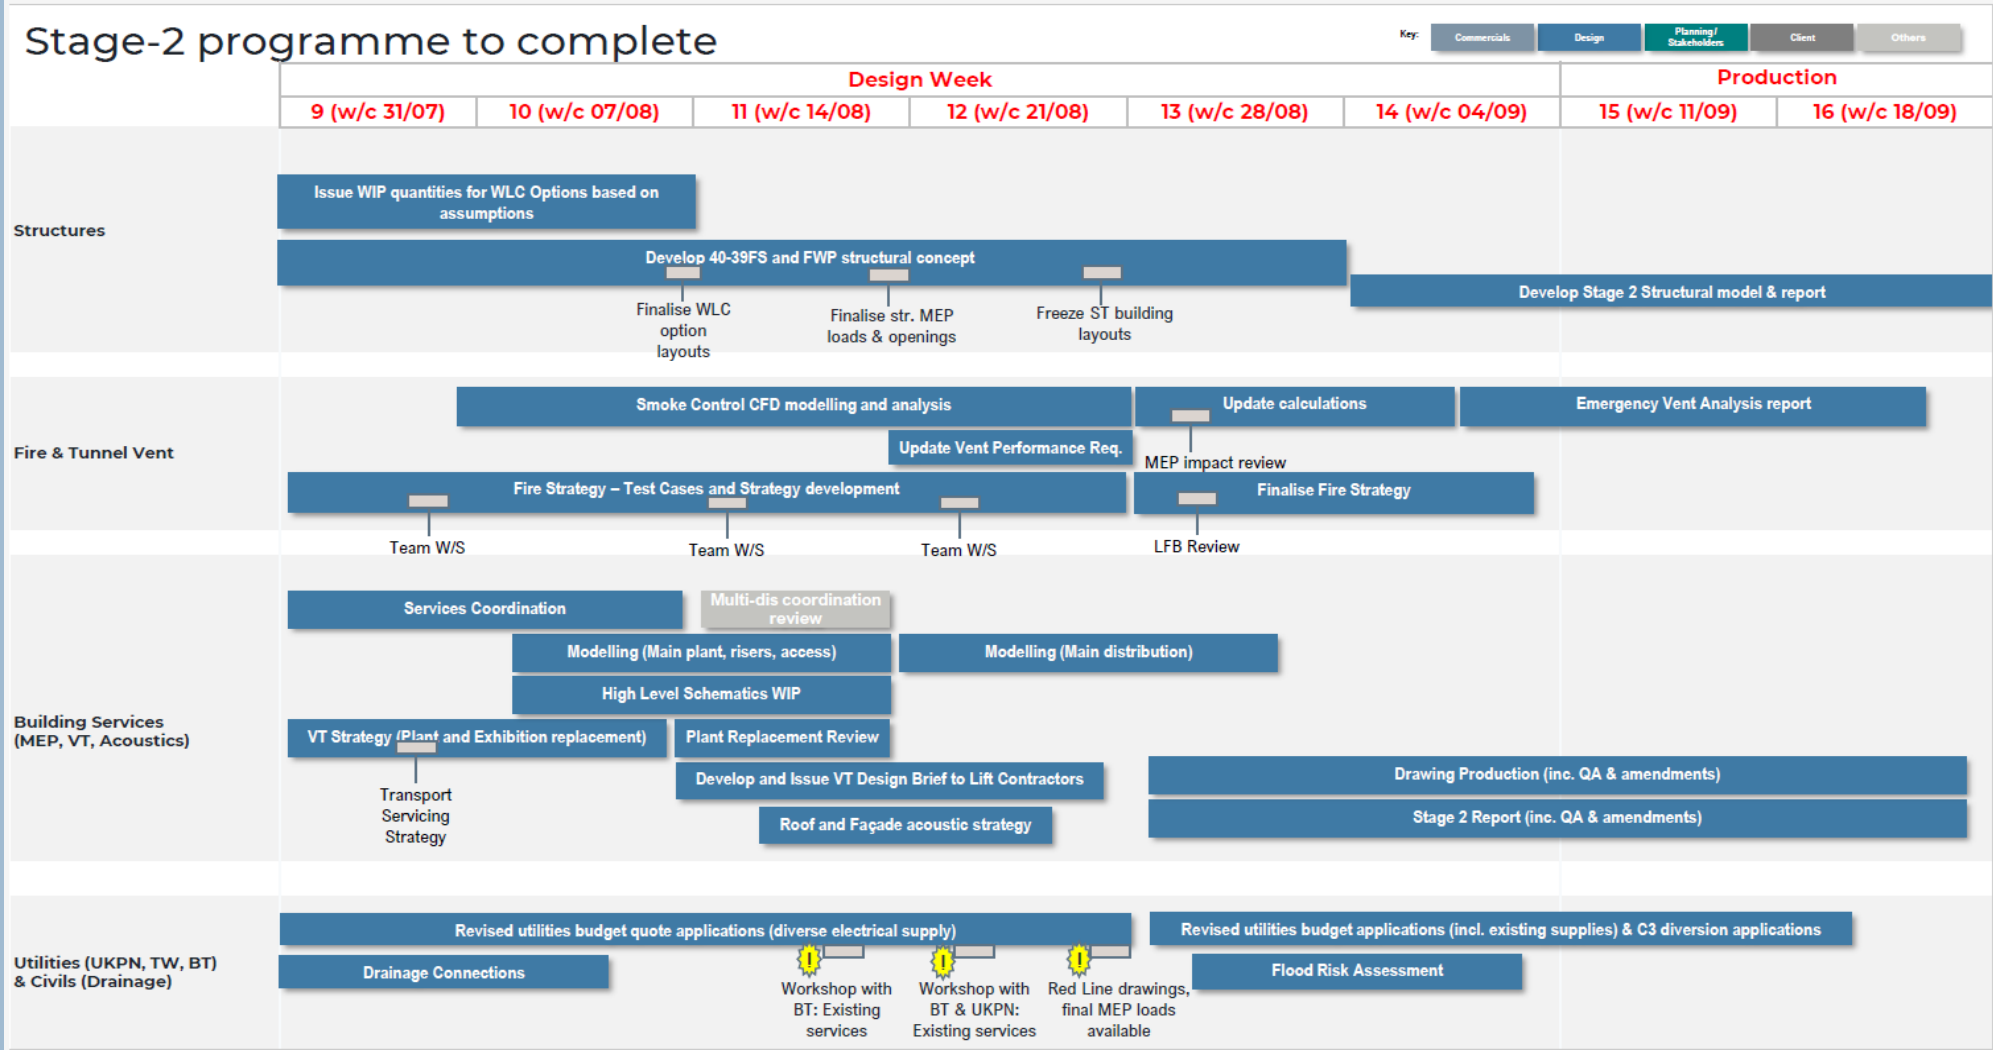 Stage-2 programme to complete
Key:
Commercials
Design
Planning/
Stakeholders
Client
Others
Design Week
Production
9 (w/c 31/07)
10 (w/c 07/08)
11 (w/c 14/08)
12 (w/c 21/08)
13 (w/c 28/08)
14 (w/c 04/09)
15 (w/c 11/09)
16 (w/c 18/09)
Structures
Issue WIP quantities for WLC Options based on
assumptions
Develop 40-39FS and FWP structural concept
Finalise WLC
option
layouts
Finalise str. MEP
loads & openings
Freeze ST building
layouts
Develop Stage 2 Structural model & report
Fire & Tunnel Vent
Smoke Control CFD modelling and analysis
Update calculations
Emergency Vent Analysis report
Update Vent Performance Req.
MEP impact review
Fire Strategy – Test Cases and Strategy development
Finalise Fire Strategy
Team W/S
Team W/S
Team W/S
LFB Review
Building Services
(MEP, VT, Acoustics)
Services Coordination
Multi-dis coordination
review
Modelling (Main plant, risers, access)
Modelling (Main distribution)
High Level Schematics WIP
VT Strategy (Plant and Exhibition replacement)
Plant Replacement Review
Develop and Issue VT Design Brief to Lift Contractors
Drawing Production (inc. QA & amendments)
Transport
Servicing
Strategy
Roof and Façade acoustic strategy
Stage 2 Report (inc. QA & amendments)
Utilities (UKPN, TW, BT)
& Civils (Drainage)
Revised utilities budget quote applications (diverse electrical supply)
Revised utilities budget applications (incl. existing supplies) & C3 diversion applications
Drainage Connections
!
!
!
Flood Risk Assessment
Workshop with
BT: Existing
services
Workshop with
BT & UKPN:
Existing services
Red Line drawings,
final MEP loads
available